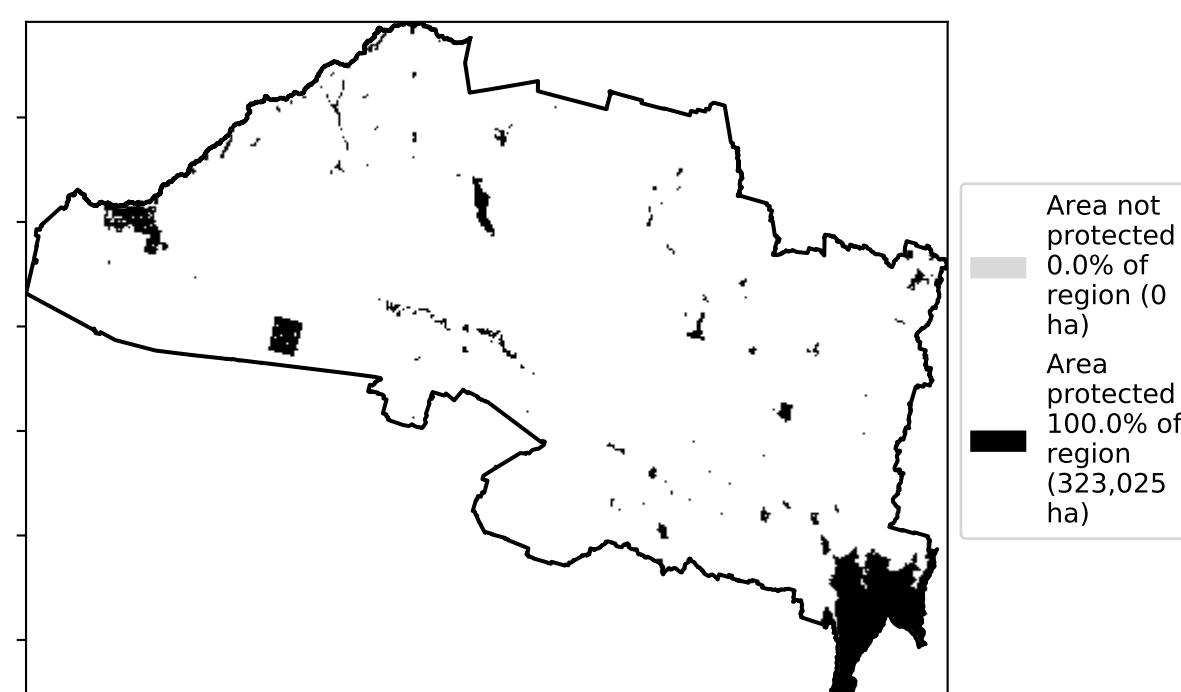 Area not
protected
0.0% of
region (0
ha)
Area
protected
100.0% of
region
(323,025
ha)